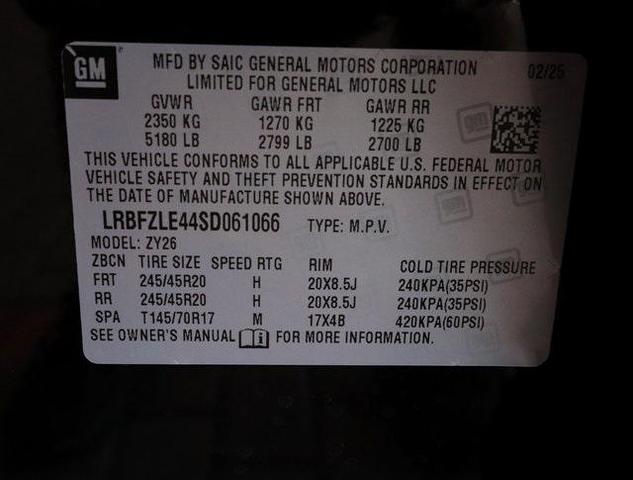 GM
MFD BY SAIC GENERAL MOTORS CORPORATION 02/25
LIMITED FOR GENERAL MOTORS LLC
GVWR GAWR FRT GAWR RR
2350 KG 1270 KG 1225 KG
5180 LB 2799 LB 2700 LB
THIS VEHICLE CONFORMS TO ALL APPLICABLE U.S. FEDERAL MOTOR
VEHICLE SAFETY AND THEFT PREVENTION STANDARDS IN EFFECT ON
THE DATE OF MANUFACTURE SHOWN ABOVE.
LRBFZLE44SD061066 TYPE: M.P.V.
MODEL: ZY26
ZBCN TIRE SIZE SPEED RTG RIM COLD TIRE PRESSURE
FRT 245/45R20 H 20X8.5J 240KPA(35PSI)
RR 245/45R20 H 20X8.5J 240KPA(35PSI)
SPA T145/70R17 M 17X4B 420KPA(60PSI)
SEE OWNER'S MANUAL FOR MORE INFORMATION.